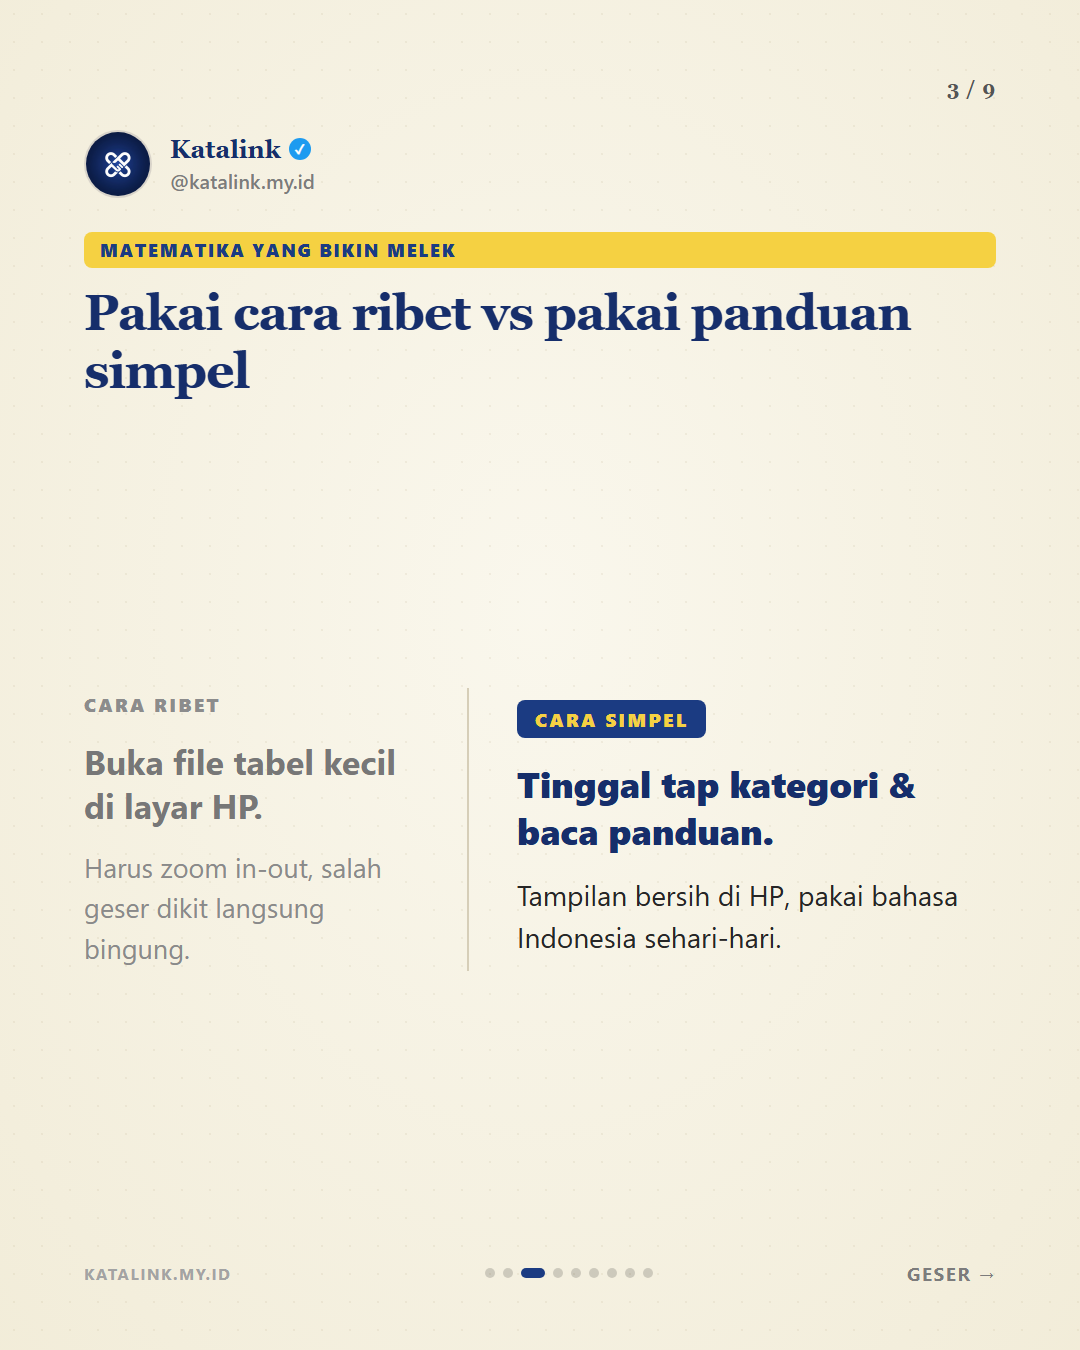 3 / 9
Katalink
@katalink.my.id
MATEMATIKA YANG BIKIN MELEK
Pakai cara ribet vs pakai panduan
simpel
CARA RIBET
Buka file tabel kecil
di layar HP.
Harus zoom in-out, salah
geser dikit langsung
bingung.
CARA SIMPEL
Tinggal tap kategori &
baca panduan.
Tampilan bersih di HP, pakai bahasa
Indonesia sehari-hari.
KATALINK.MY.ID
GESER →